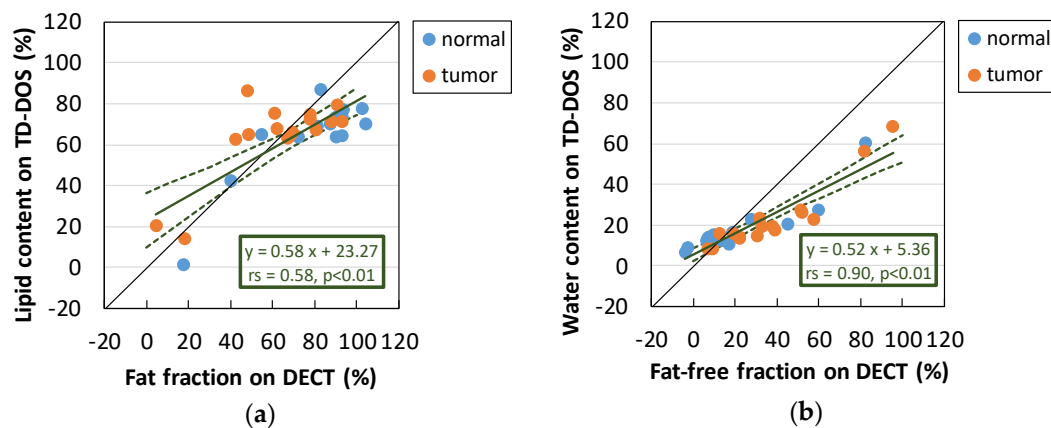 120
100
80
60
40
20
0
-20
Lipid content on TD-DOS (%)
normal
tumor
y = 0.58 x + 23.27
rs = 0.58, p<0.01
-20 0 20 40 60 80 100 120
Fat fraction on DECT (%)
(a)
120
100
80
60
40
20
0
-20
Water content on TD-DOS (%)
normal
tumor
y = 0.52 x + 5.36
rs = 0.90, p<0.01
-20 0 20 40 60 80 100 120
Fat-free fraction on DECT (%)
(b)